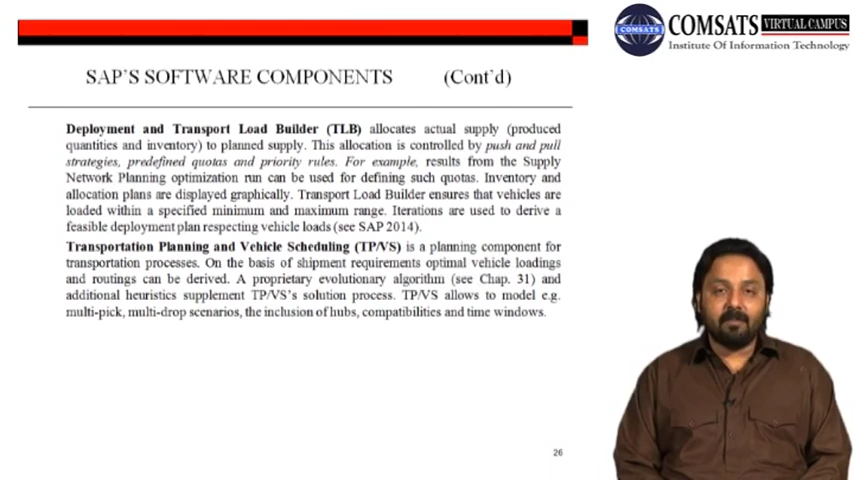 COMSATS
COMSATS VIRTUAL CAMPUS
Institute Of Information Technology
SAP'S SOFTWARE COMPONENTS (Cont'd)
Deployment and Transport Load Builder (TLB) allocates actual supply (produced
quantities and inventory) to planned supply. This allocation is controlled by push and pull
strategies, predefined quotas and priority rules. For example, results from the Supply
Network Planning optimization run can be used for defining such quotas. Inventory and
allocation plans are displayed graphically. Transport Load Builder ensures that vehicles are
loaded within a specified minimum and maximum range. Iterations are used to derive a
feasible deployment plan respecting vehicle loads (see SAP 2014).
Transportation Planning and Vehicle Scheduling (TP/VS) is a planning component for
transportation processes. On the basis of shipment requirements optimal vehicle loadings
and routings can be derived. A proprietary evolutionary algorithm (see Chap. 31) and
additional heuristics supplement TP/VS's solution process. TP/VS allows to model e.g.
multi-pick, multi-drop scenarios, the inclusion of hubs, compatibilities and time windows.
26